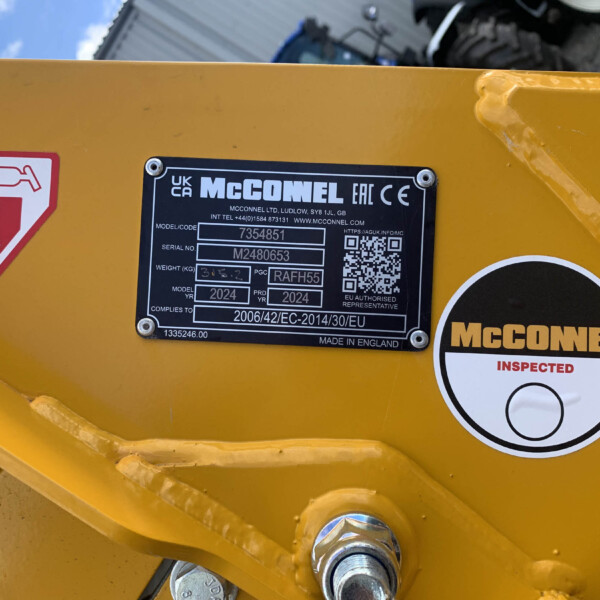 UK
CA
McCONNEL EAC CE
MCCONNEL LTD, LUDLOW, SY8 1JL, GB
INT TEL +44(0)1584 873131 WWW.MCCONNEL.COM
MODEL/CODE 7354851
HTTPS://AGUK.INFO/MC
SERIAL NO. M2480653
WEIGHT (KG) PGC RAFH55
MODEL YR 2024 PRO YR 2024
EU AUTHORISED
REPRESENTATIVE
COMPLIES TO 2006/42/EC-2014/30/EU
1335246.00 MADE IN ENGLAND
McCONNE
INSPECTED